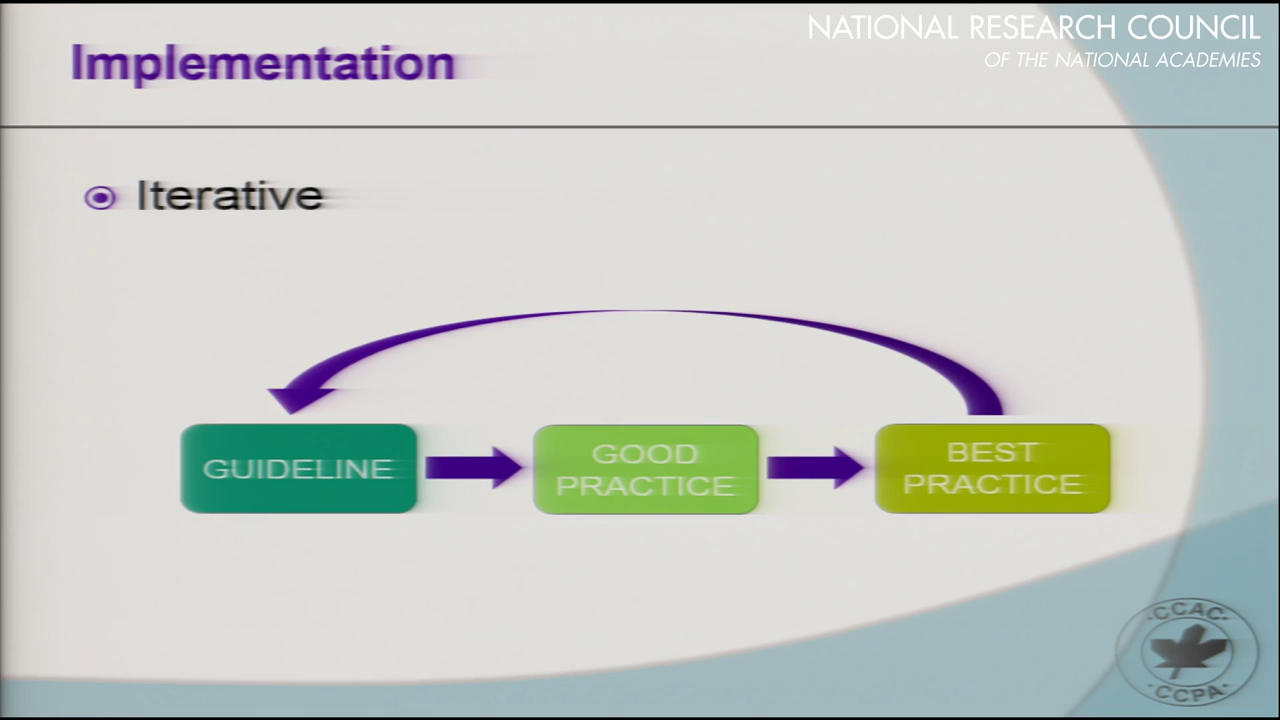 NATIONAL RESEARCH COUNCIL
OF THE NATIONAL ACADEMIES
Implementation
Iterative
GUIDELINE
GOOD
PRACTICE
BEST
PRACTICE
CCAC
CCPA